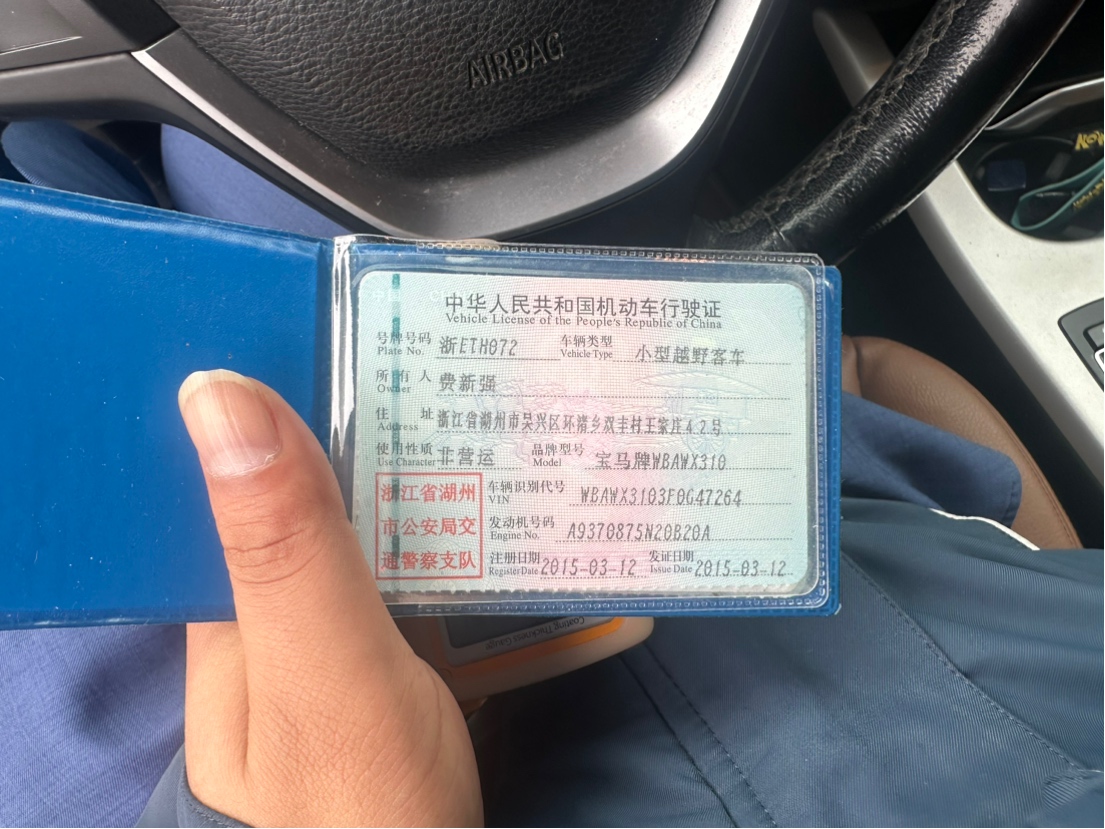 AIRBAG
中华人民共和国机动车行驶证
Vehicle License of the People's Republic of China
号牌号码 Plate No. 浙ETH072 车辆类型 Vehicle Type 小型越野客车
所有人 Owner 费新强
住址 Address 浙江省湖州市吴兴区环渚乡双丰村王家庄42号
使用性质 Use Character 非营运 品牌型号 Model 宝马牌WBAWX310
车辆识别代号 VIN WBAWX3103F0G47264
发动机号码 Engine No. A9370875N20B20A
注册日期 Register Date 2015-03-12 发证日期 Issue Date 2015-03-12
浙江省湖州
市公安局交
通警察支队
Coating Thickness Gauge